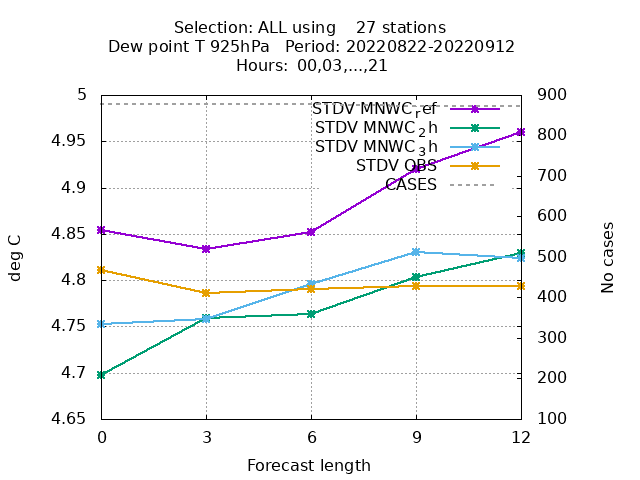 Selection: ALL using    27 stations
Dew point T 925hPa   Period: 20220822-20220912
Hours: 00,03,...,21
STDV MNWC_ref
STDV MNWC_2h
STDV MNWC_3h
STDV OBS
CASES
5
4.95
4.9
4.85
4.8
4.75
4.7
4.65
deg C
900
800
700
600
500
400
300
200
100
No cases
0 3 6 9 12
Forecast length